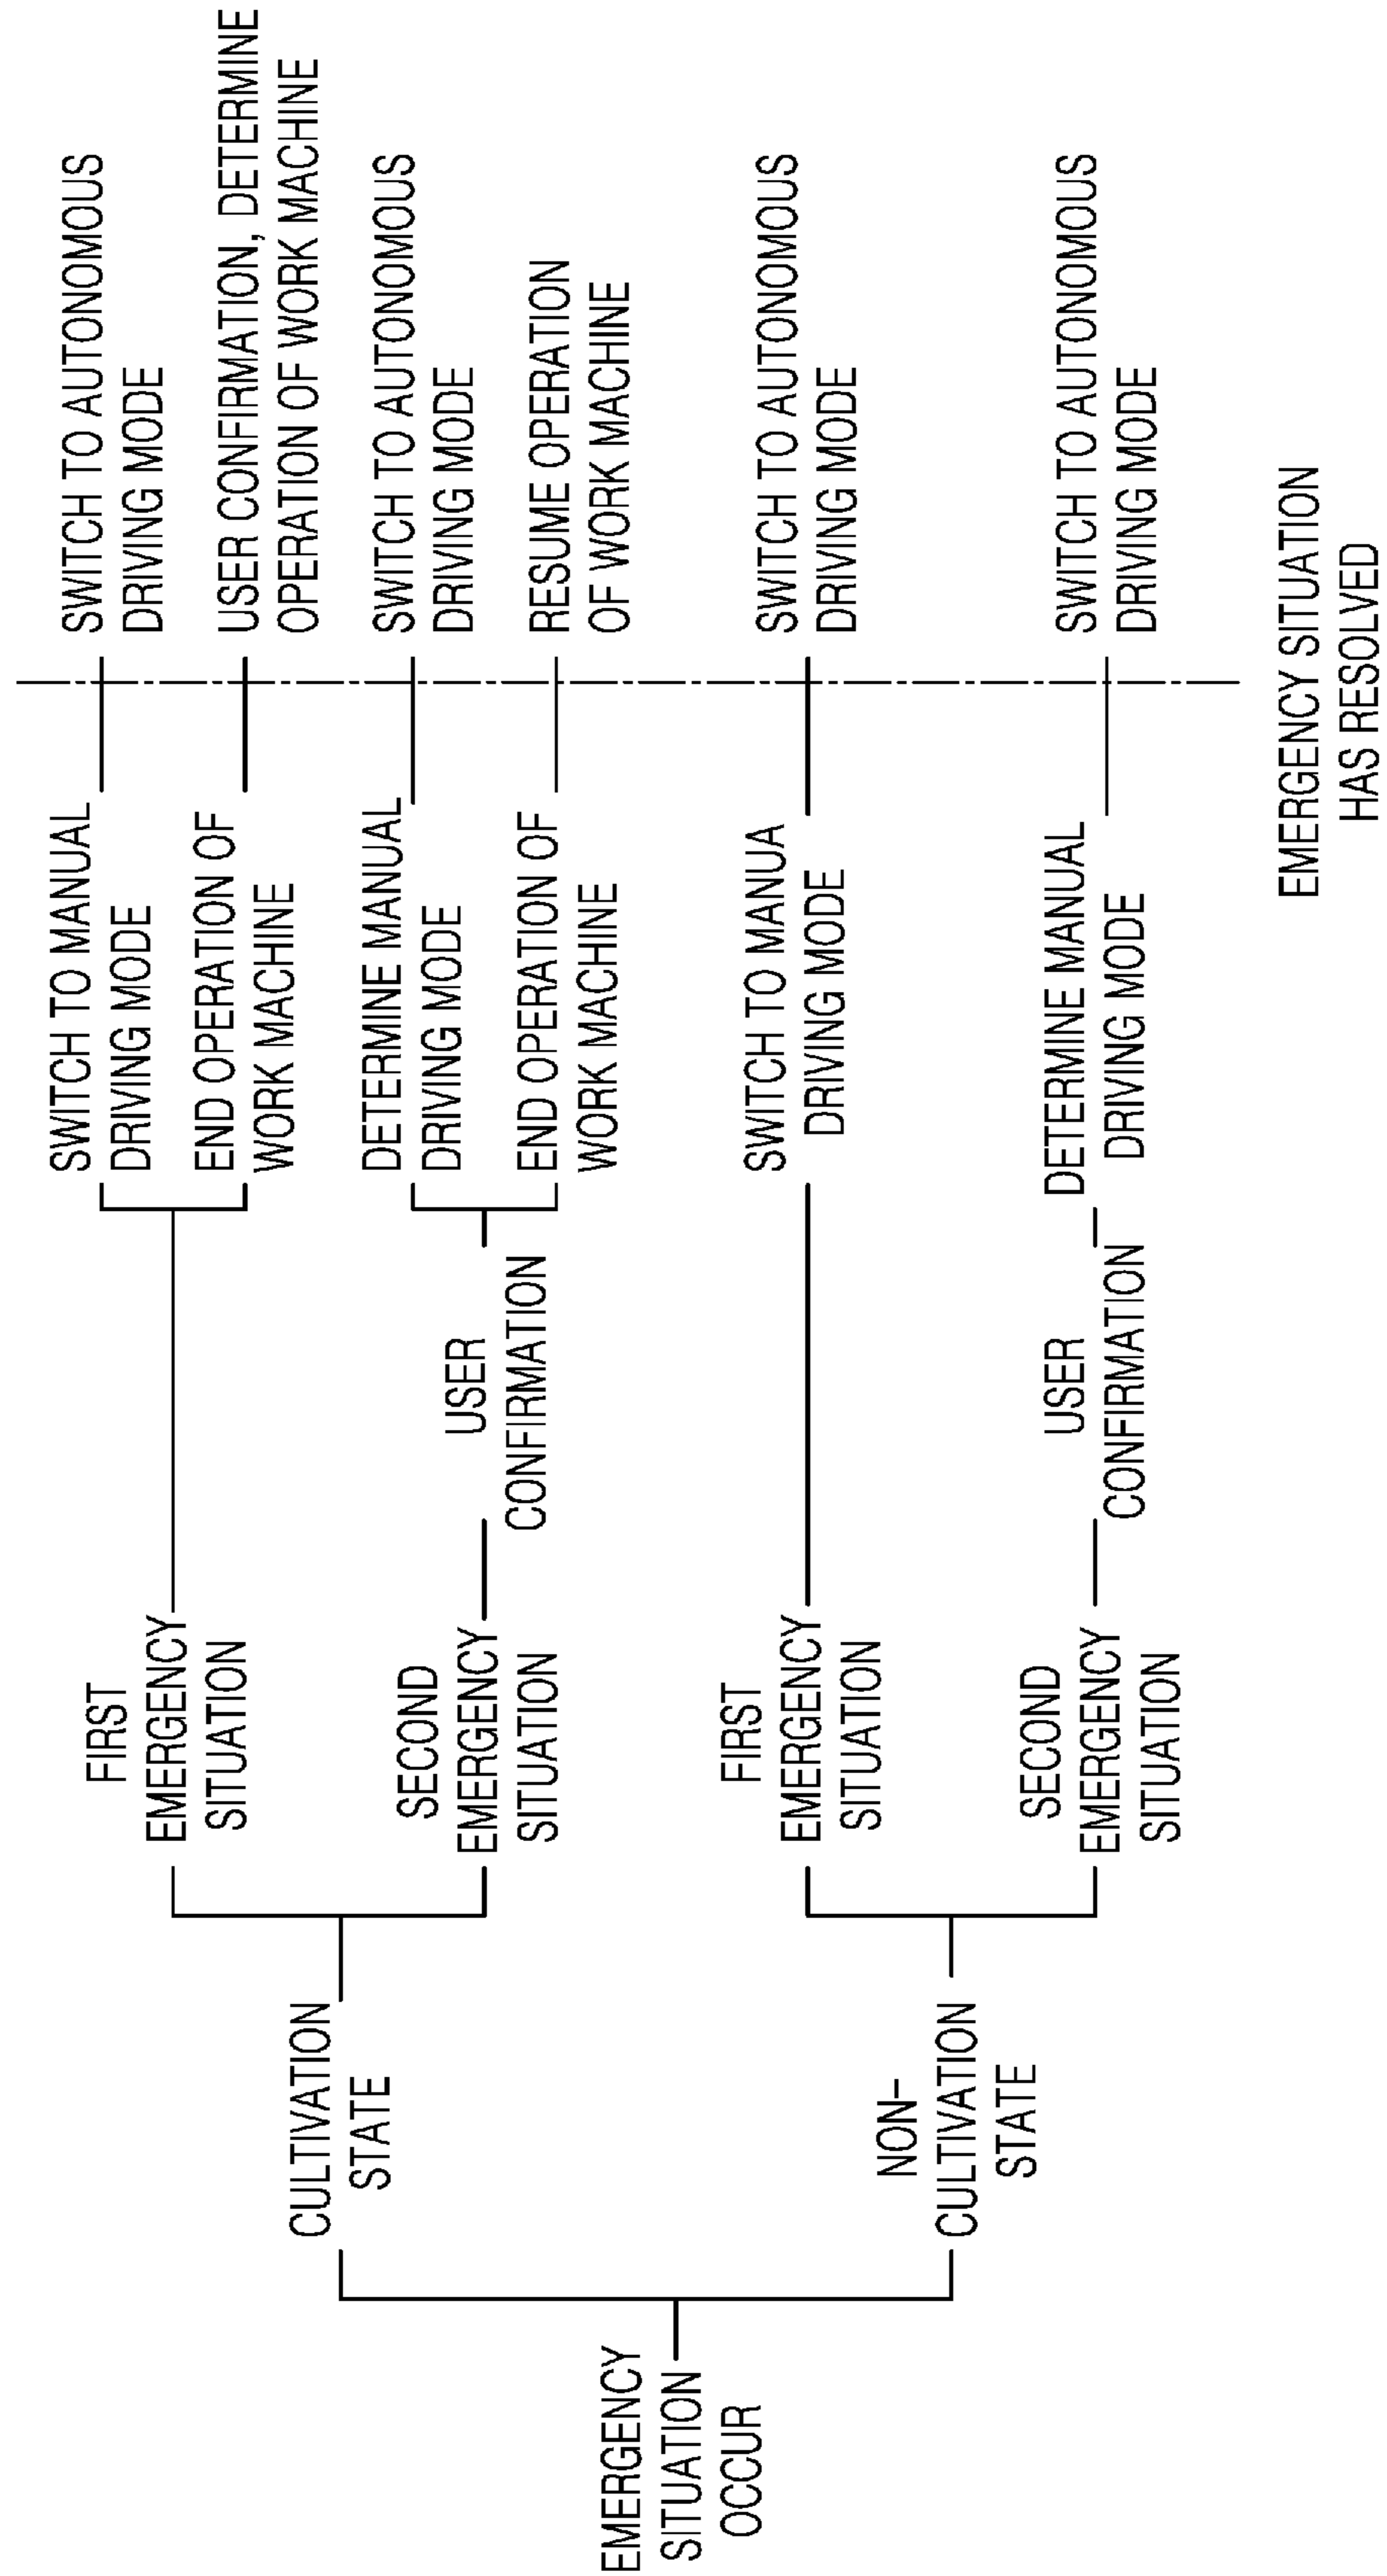 EMERGENCY
SITUATION
OCCUR
CULTIVATION
STATE
FIRST
EMERGENCY
SITUATION
SWITCH TO MANUAL
DRIVING MODE
SWITCH TO AUTONOMOUS
DRIVING MODE
END OPERATION OF
WORK MACHINE
USER CONFIRMATION, DETERMINE
OPERATION OF WORK MACHINE
SECOND
EMERGENCY
SITUATION
USER
CONFIRMATION
DETERMINE MANUAL
DRIVING MODE
SWITCH TO AUTONOMOUS
DRIVING MODE
END OPERATION OF
WORK MACHINE
RESUME OPERATION
OF WORK MACHINE
NON-
CULTIVATION
STATE
FIRST
EMERGENCY
SITUATION
SWITCH TO MANUA
DRIVING MODE
SWITCH TO AUTONOMOUS
DRIVING MODE
SECOND
EMERGENCY
SITUATION
USER
CONFIRMATION
DETERMINE MANUAL
DRIVING MODE
SWITCH TO AUTONOMOUS
DRIVING MODE
EMERGENCY SITUATION
HAS RESOLVED